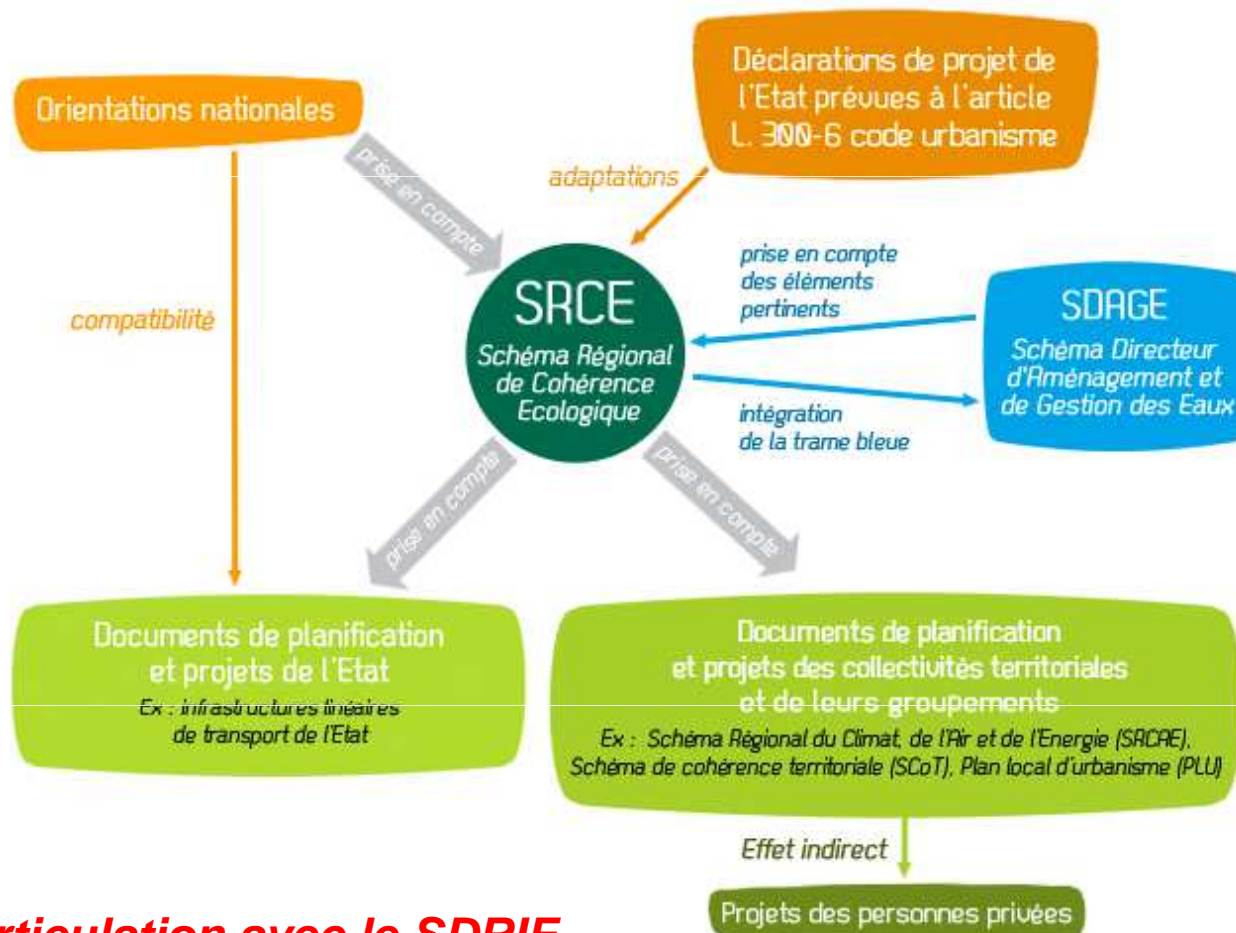 Déclarations de projet de
l'Etat prévues à l'article
L. 300-6 code urbanisme
Orientations nationales
prise en compte
adaptations
compatibilité
SRCE
Schéma Régional
de Cohérence
Ecologique
prise en compte
des éléments
pertinents
SDAGE
Schéma Directeur
d'Aménagement et
de Gestion des Eaux
intégration
de la trame bleue
prise en compte
prise en compte
Documents de planification
et projets de l'Etat
Ex : infrastructures linéaires
de transport de l'Etat
Documents de planification
et projets des collectivités territoriales
et de leurs groupements
Ex : Schéma Régional du Climat, de l'Air et de l'Energie (SRCAE),
Schéma de cohérence territoriale (SCoT), Plan local d'urbanisme (PLU)
Effet indirect
Projets des personnes privées
rticulation avec le SDRIF